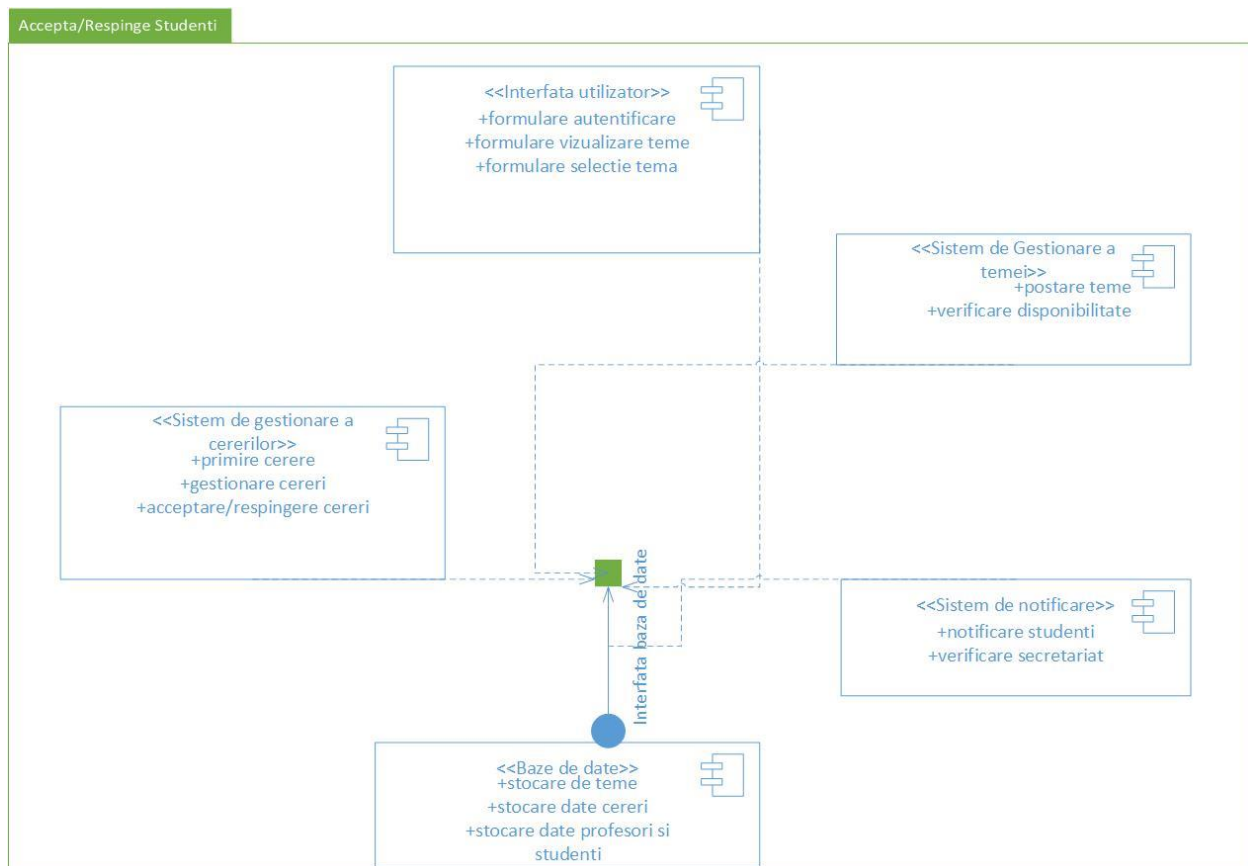 Accepta/Respinge Studenti
<<Interfata utilizator>>
+formulare autentificare
+formulare vizualizare teme
+formulare selectie tema
<<Sistem de Gestionare a
temei>>
+postare teme
+verificare disponibilitate
<<Sistem de gestionare a
cererilor>>
+primire cerere
+gestionare cereri
+acceptare/respingere cereri
Interfata baza de date
<<Sistem de notificare>>
+notificare studenti
+verificare secretariat
<<Baze de date>>
+stocare de teme
+stocare date cereri
+stocare date profesori si
studenti